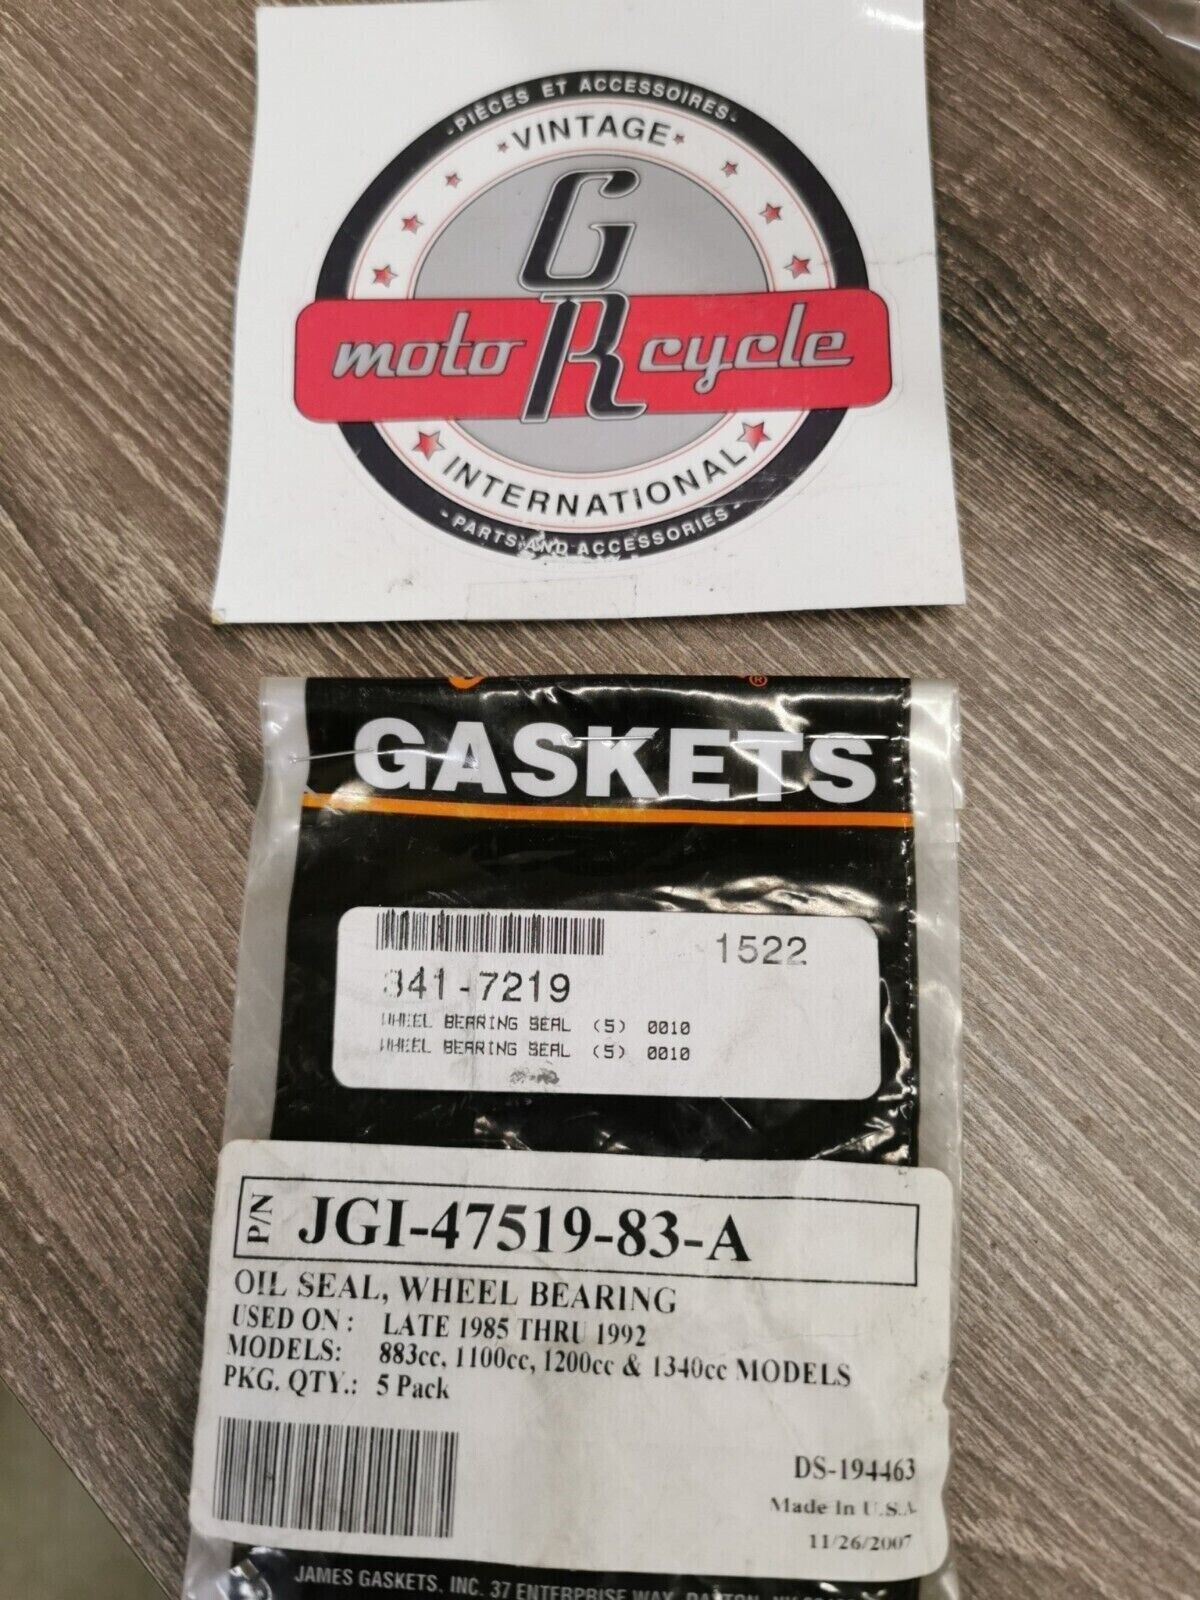 -PIÈCES ET ACCESSOIRES-
VINTAGE
GR
motoRcycle
INTERNATIONAL
-PARTS AND ACCESSORIES-
®
GASKETS
1522
341-7219
WHEEL BEARING SEAL (5) 0010
WHEEL BEARING SEAL (5) 0010
P/N JGI-47519-83-A
OIL SEAL, WHEEL BEARING
USED ON: LATE 1985 THRU 1992
MODELS: 883cc, 1100cc, 1200cc & 1340cc MODELS
PKG. QTY.: 5 Pack
DS-194463
Made In U.S.A.
11/26/2007
JAMES GASKETS, INC. 37 ENTERPRISE WAY, DAYTON, NV